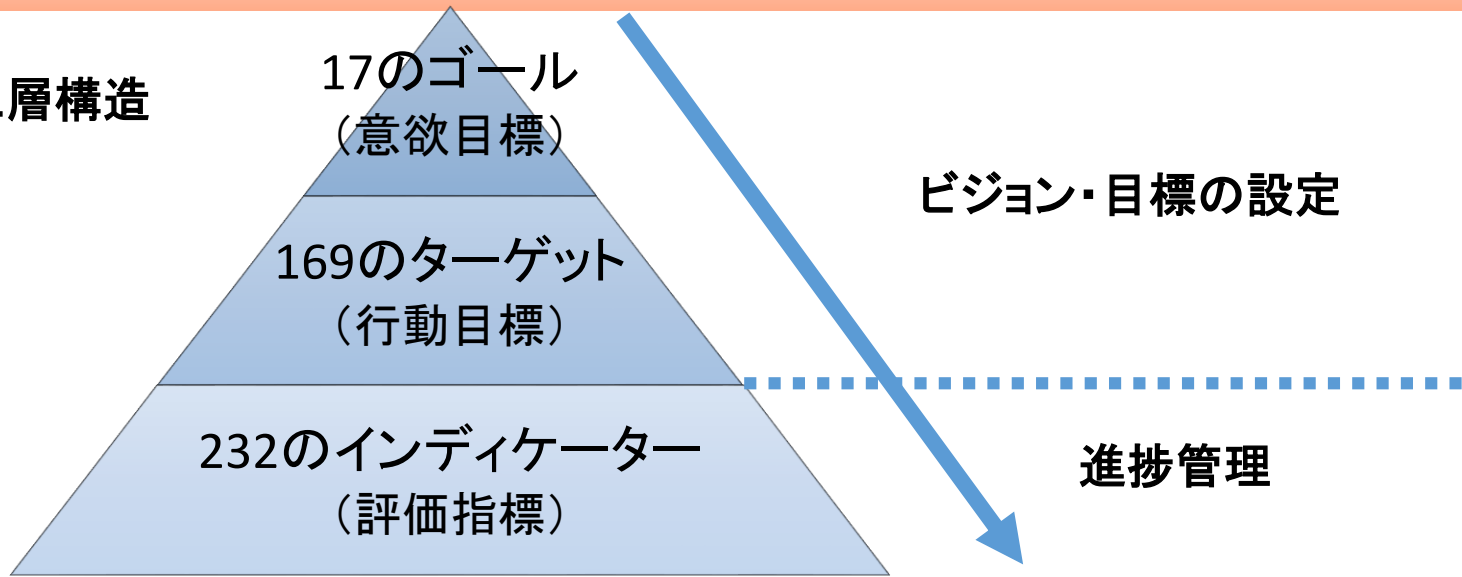 層構造
17のゴール
（意欲目標）
ビジョン・目標の設定
169のターゲット
（行動目標）
232のインディケーター
（評価指標）
進捗管理